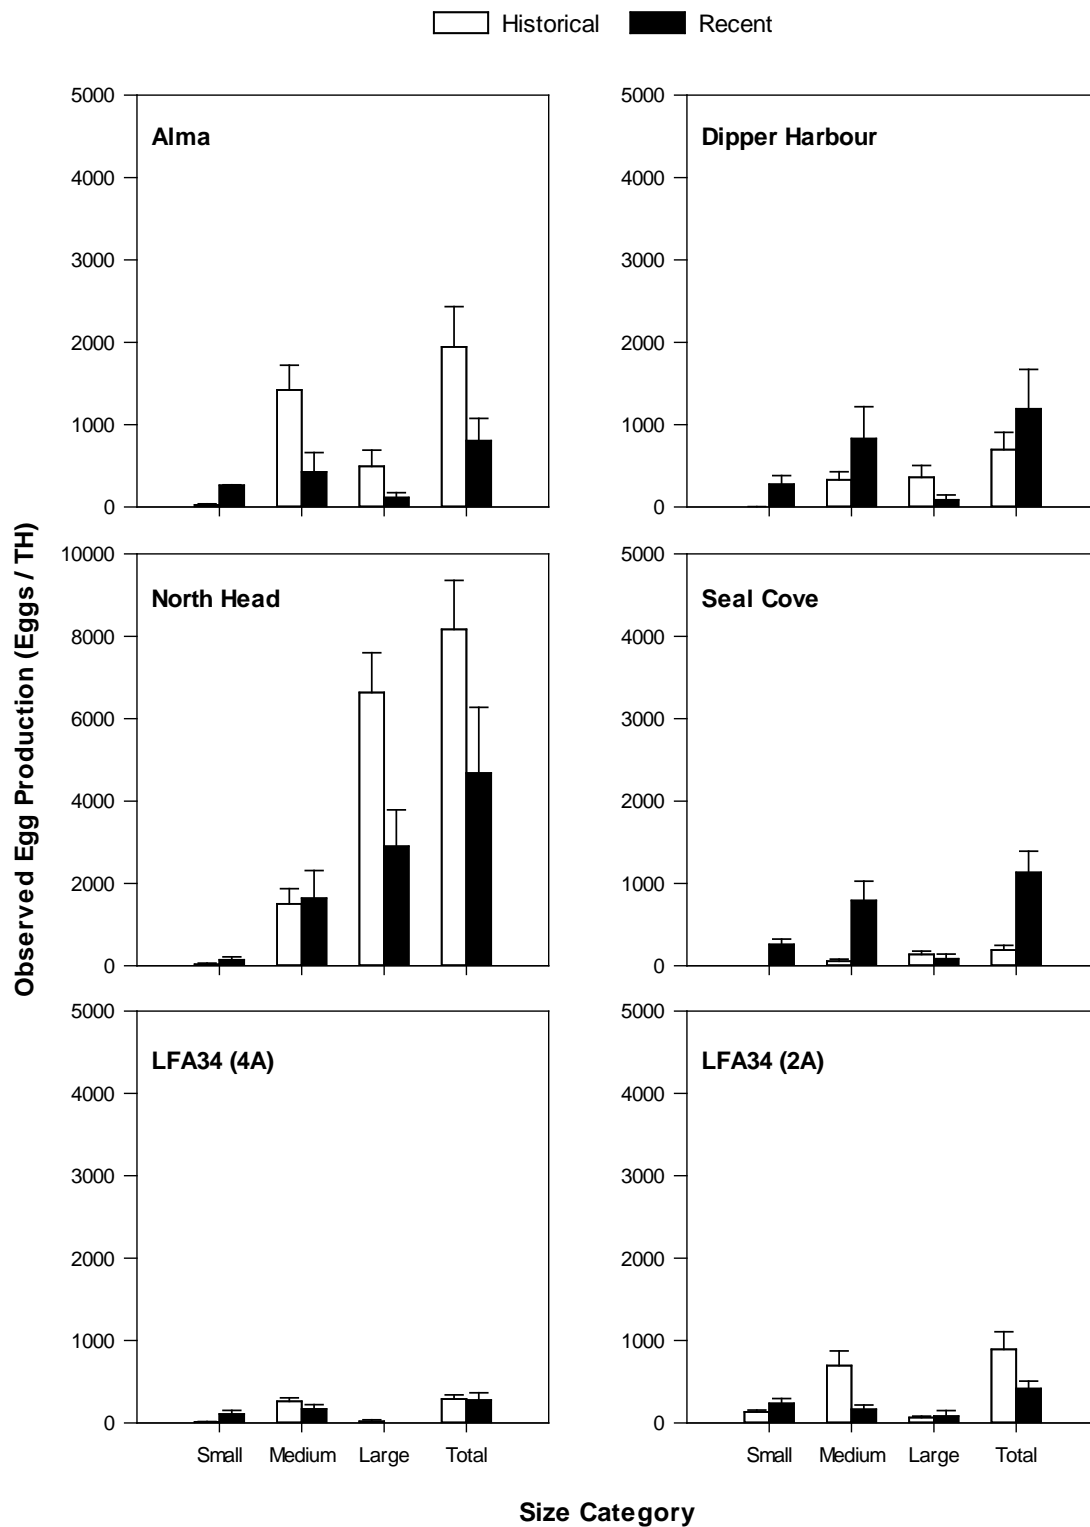 Historical Recent
5000 5000
Alma Dipper Harbour
4000 4000
3000 3000
2000 2000
1000 1000
0 0
Observed Egg Production (Eggs / TH)
10000 5000
North Head Seal Cove
8000 4000
6000 3000
4000 2000
2000 1000
0 0
5000 5000
LFA34 (4A) LFA34 (2A)
4000 4000
3000 3000
2000 2000
1000 1000
0 0
Small Medium Large Total Small Medium Large Total
Size Category